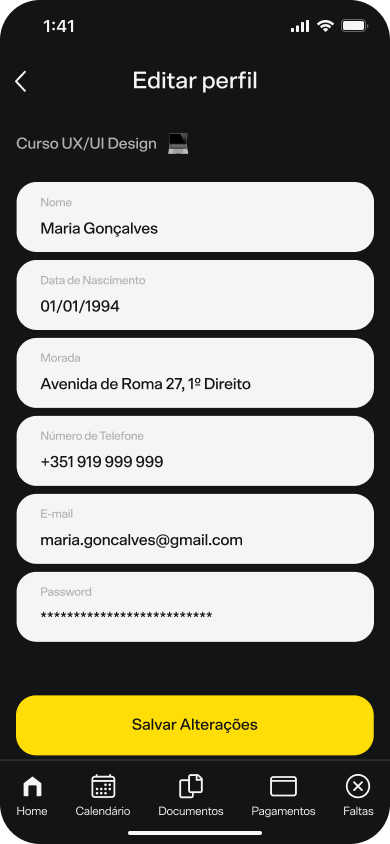 1:41
Editar perfil
Curso UX/UI Design
Nome
Maria Gonçalves
Data de Nascimento
01/01/1994
Morada
Avenida de Roma 27, 1º Direito
Número de Telefone
+351 919 999 999
E-mail
maria.goncalves@gmail.com
Password
**************************
Salvar Alterações
Home Calendário Documentos Pagamentos Faltas